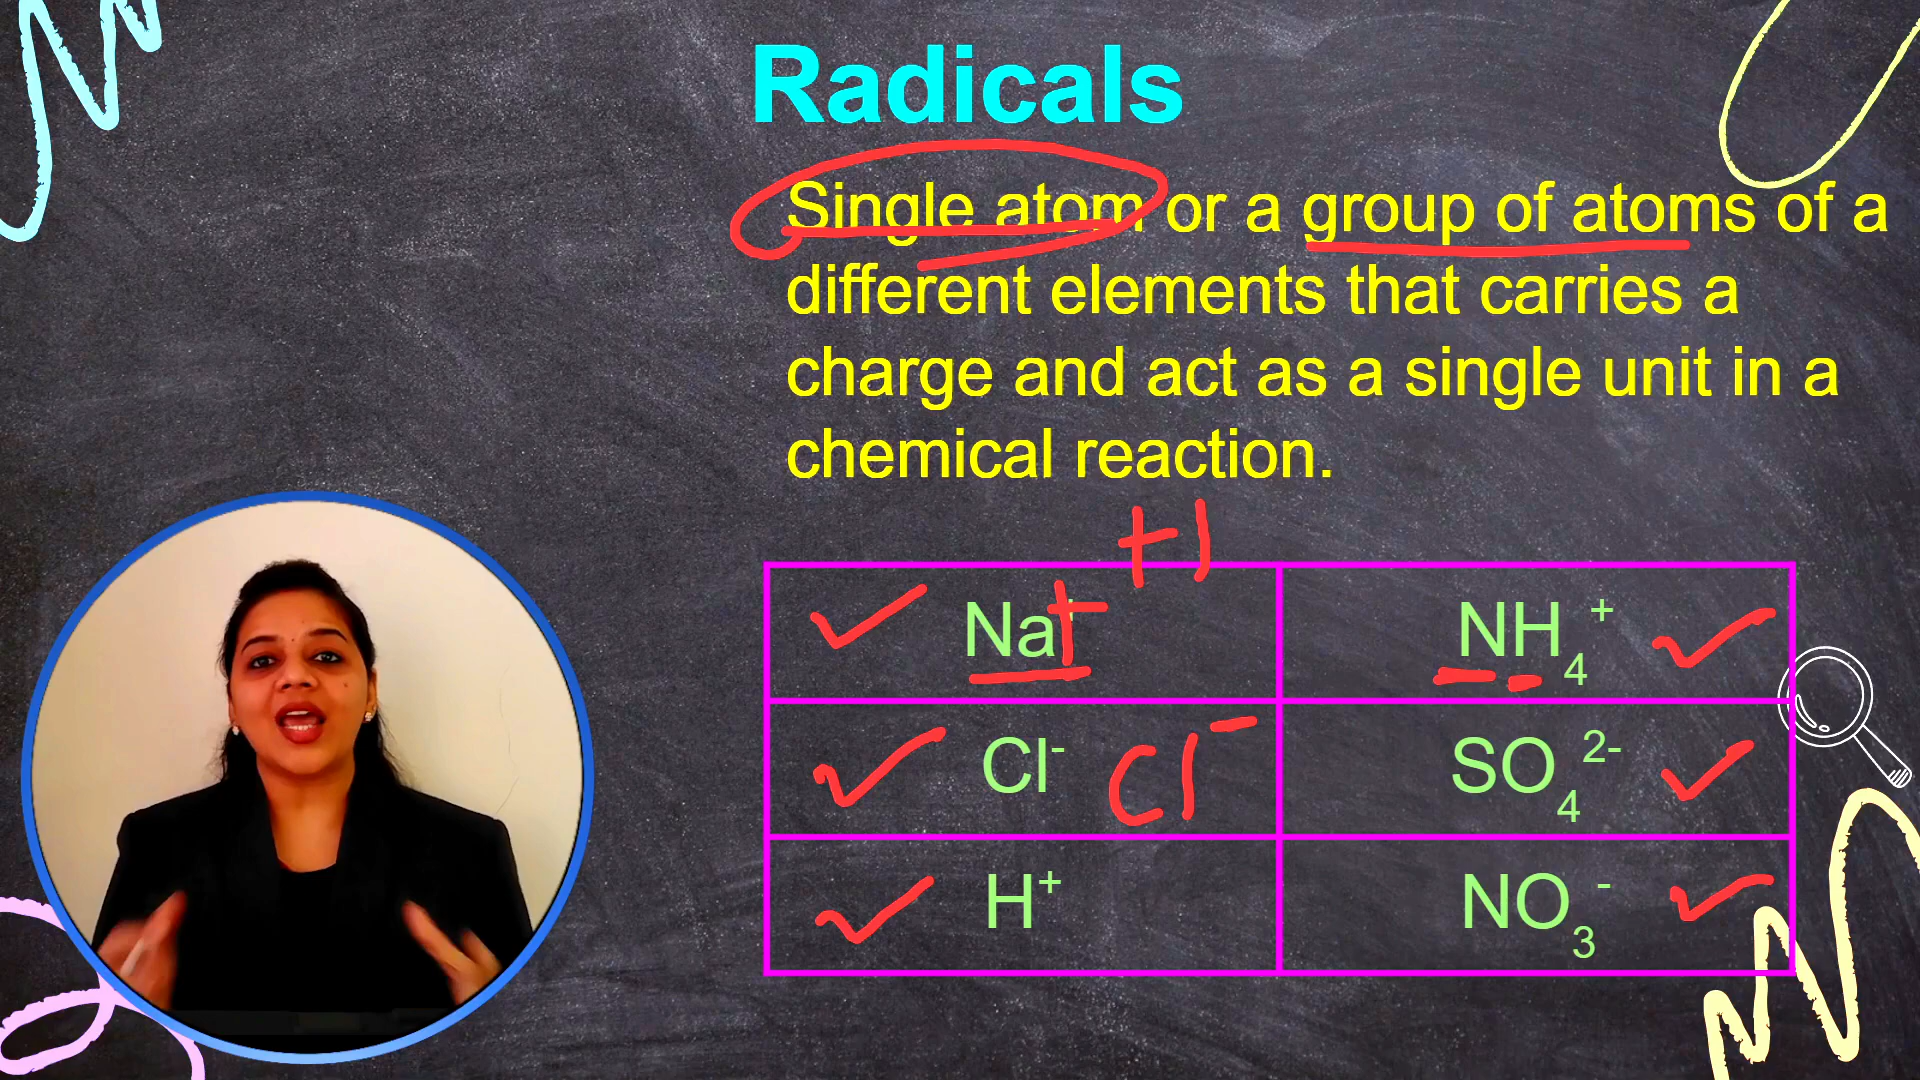 Radicals
Single atom or a group of atoms of a
different elements that carries a
charge and act as a single unit in a
chemical reaction.
+1
Na⁺ NH₄⁺
Cl⁻ Cl⁻ SO₄²⁻
H⁺ NO₃⁻